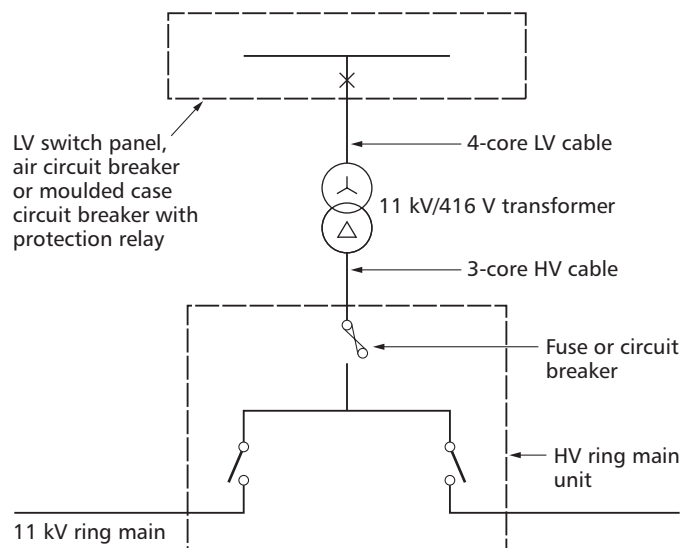 LV switch panel,
air circuit breaker
or moulded case
circuit breaker with
protection relay
4-core LV cable
11 kV/416 V transformer
3-core HV cable
Fuse or circuit
breaker
HV ring main
unit
11 kV ring main